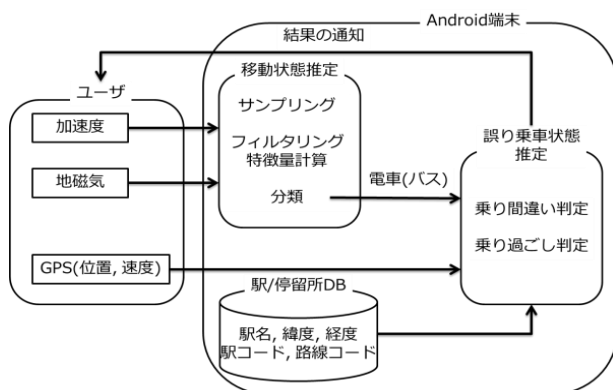 Android端末
結果の通知
ユーザ
移動状態推定
加速度
サンプリング
フィルタリング
特徴量計算
地磁気
分類
電車(バス)
誤り乗車状態
推定
乗り間違い判定
乗り過ごし判定
GPS(位置, 速度)
駅/停留所DB
駅名, 緯度, 経度
駅コード, 路線コード